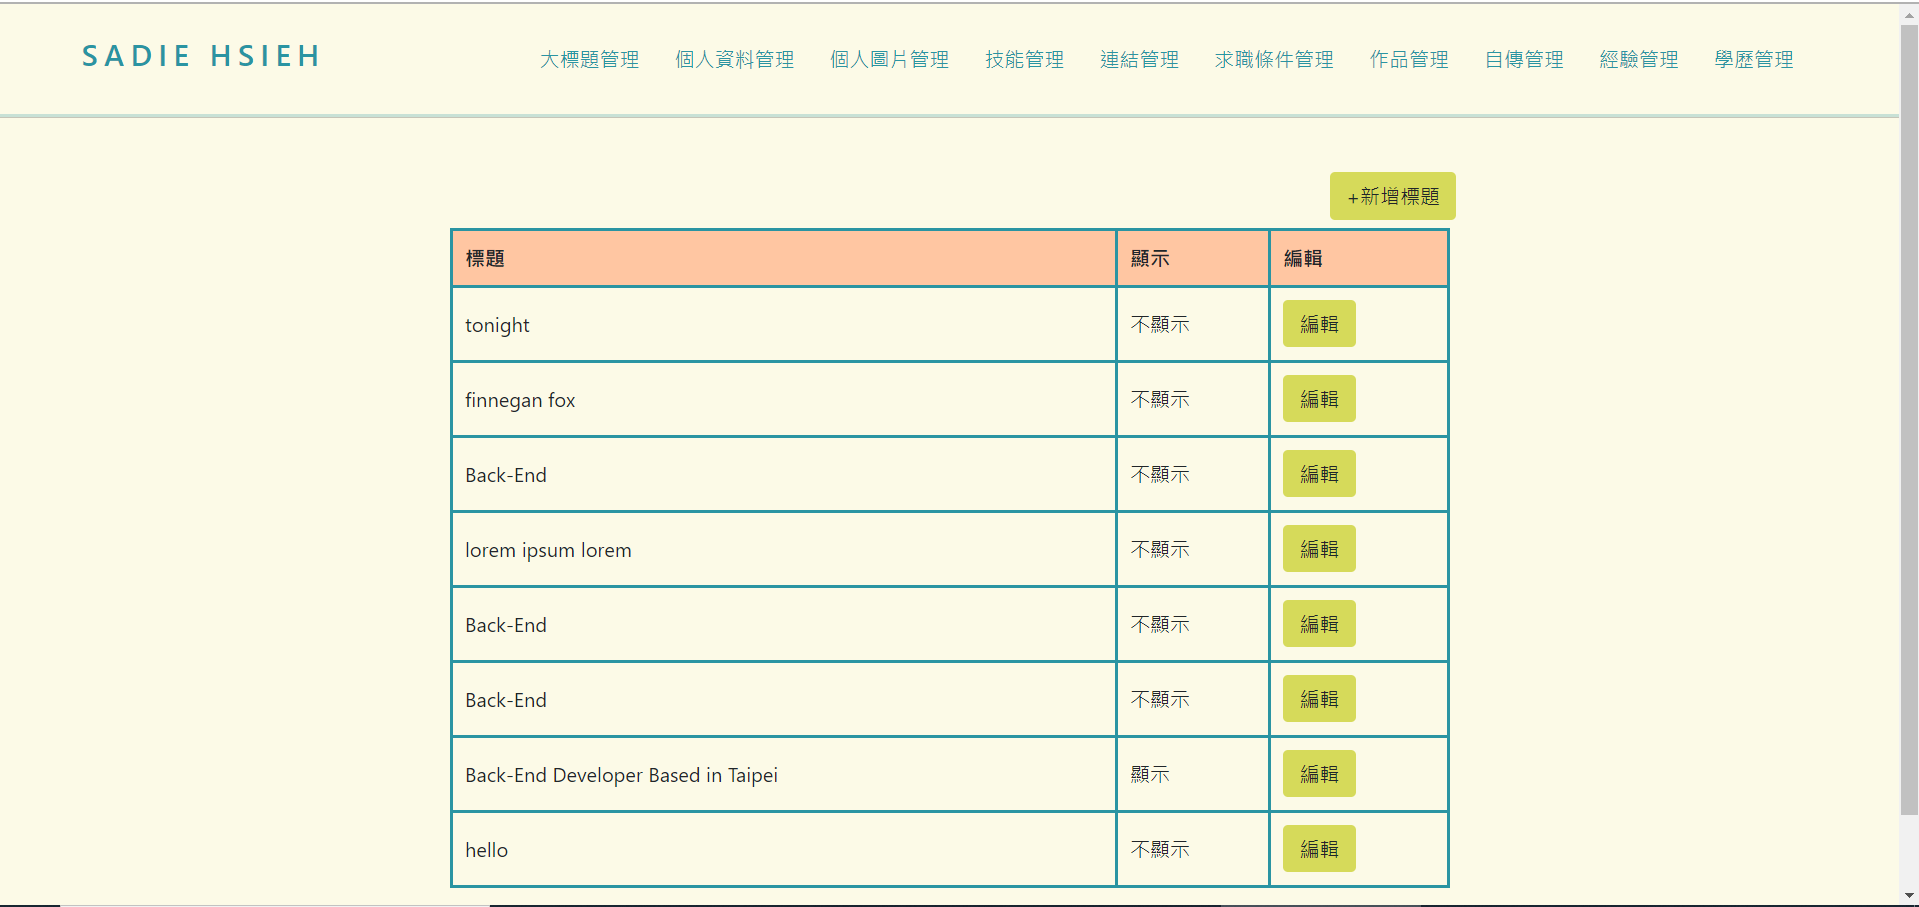 SADIE HSIEH
大標題管理 個人資料管理 個人圖片管理 技能管理 連結管理 求職條件管理 作品管理 自傳管理 經驗管理 學歷管理
+新增標題
標題 顯示 編輯
tonight 不顯示 編輯
finnegan fox 不顯示 編輯
Back-End 不顯示 編輯
lorem ipsum lorem 不顯示 編輯
Back-End 不顯示 編輯
Back-End 不顯示 編輯
Back-End Developer Based in Taipei 顯示 編輯
hello 不顯示 編輯